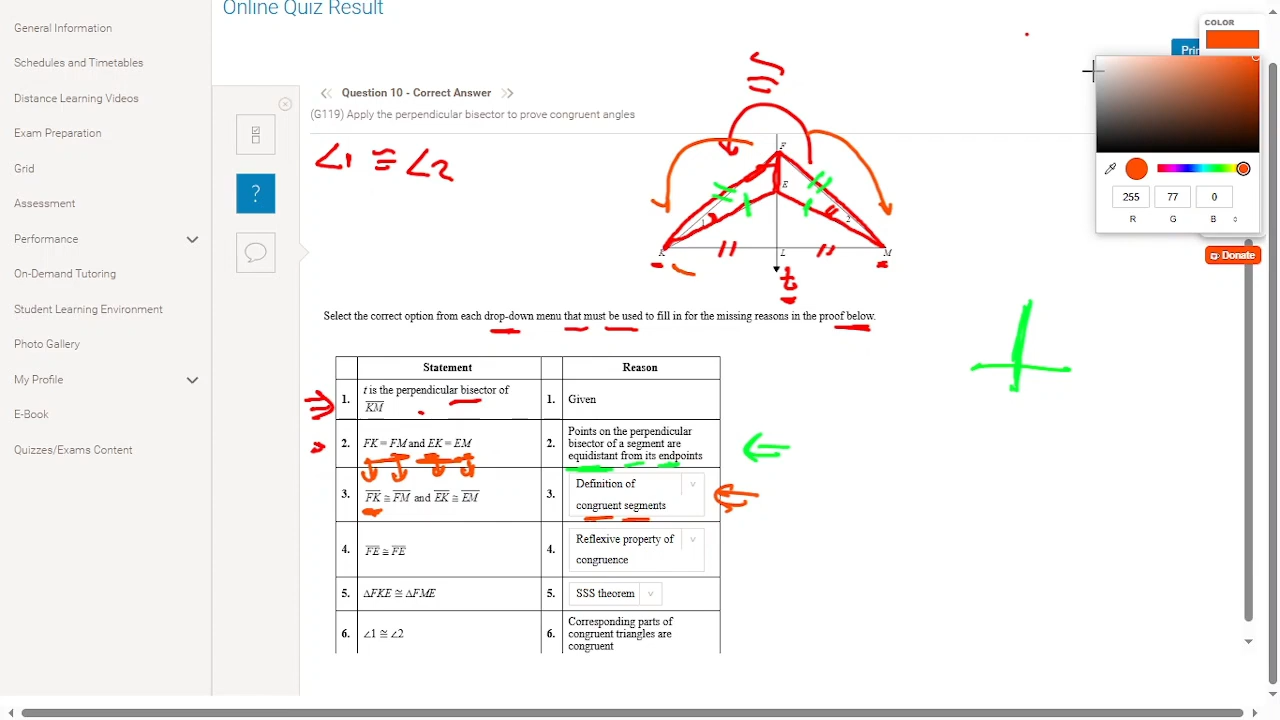 Online Quiz Result
General Information
Schedules and Timetables
Distance Learning Videos
Exam Preparation
Grid
Assessment
Performance
On-Demand Tutoring
Student Learning Environment
Photo Gallery
My Profile
E-Book
Quizzes/Exams Content
Question 10 - Correct Answer
(G119) Apply the perpendicular bisector to prove congruent angles
∠1 ≅ ∠2
F
E
1
2
K
L
M
t
Select the correct option from each drop-down menu that must be used to fill in for the missing reasons in the proof below.
Statement Reason
1. t is the perpendicular bisector of KM 1. Given
2. FK = FM and EK = EM 2. Points on the perpendicular bisector of a segment are equidistant from its endpoints
3. FK ≅ FM and EK ≅ EM 3. Definition of congruent segments
4. FE ≅ FE 4. Reflexive property of congruence
5. ΔFKE ≅ ΔFME 5. SSS theorem
6. ∠1 ≅ ∠2 6. Corresponding parts of congruent triangles are congruent
Prin
COLOR
255 77 0
R G B
Donate